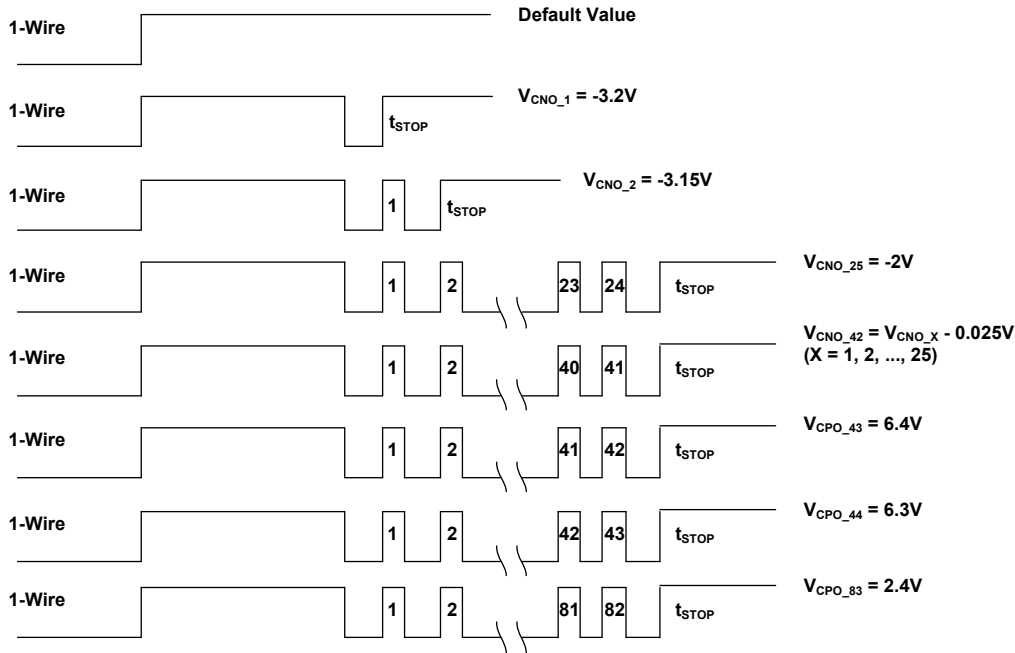 1-Wire
Default Value
1-Wire
tSTOP
VCNO_1 = -3.2V
1-Wire
1
tSTOP
VCNO_2 = -3.15V
1-Wire
1
2
23
24
tSTOP
VCNO_25 = -2V
1-Wire
1
2
40
41
tSTOP
VCNO_42 = VCNO_X - 0.025V
(X = 1, 2, ..., 25)
1-Wire
1
2
41
42
tSTOP
VCPO_43 = 6.4V
1-Wire
1
2
42
43
tSTOP
VCPO_44 = 6.3V
1-Wire
1
2
81
82
tSTOP
VCPO_83 = 2.4V